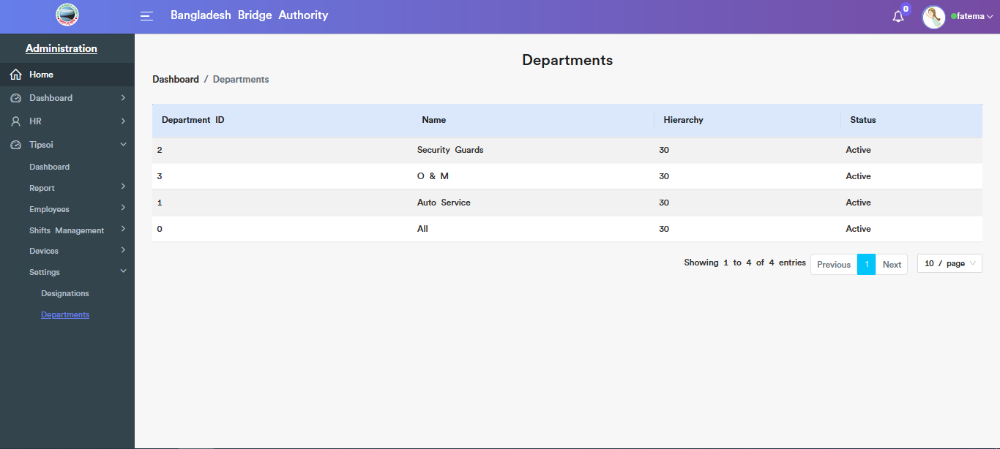 Bangladesh Bridge Authority
0
fatema
Administration
Home
Dashboard
HR
Tipsoi
Dashboard
Report
Employees
Shifts Management
Devices
Settings
Designations
Departments
Departments
Dashboard / Departments
Department ID Name Hierarchy Status
2 Security Guards 30 Active
3 O & M 30 Active
1 Auto Service 30 Active
0 All 30 Active
Showing 1 to 4 of 4 entries Previous 1 Next 10 / page